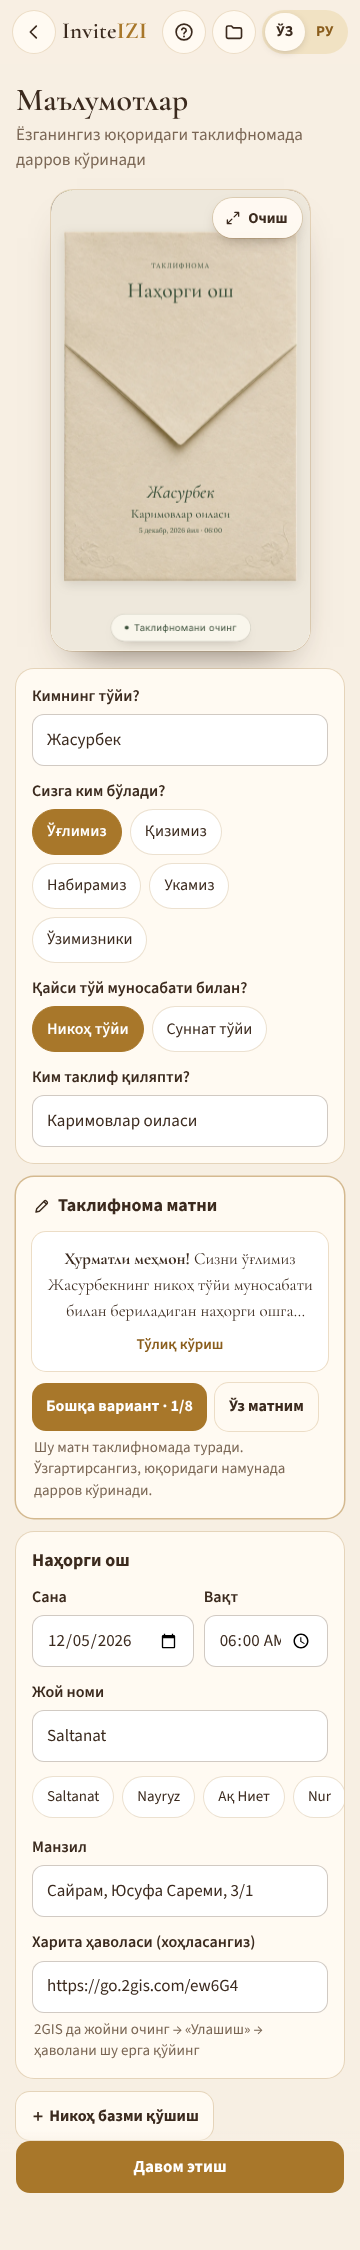 InviteIZI
ЎЗ
РУ
Маълумотлар
Ёзганингиз юқоридаги таклифномада
дарров кўринади
Очиш
ТАКЛИФНОМА
Наҳорги ош
Жасурбек
Каримовлар оиласи
5 декабр, 2026 йил · 06:00
Таклифномани очинг
Кимнинг тўйи?
Жасурбек
Сизга ким бўлади?
Ўғлимиз
Қизимиз
Набирамиз
Укамиз
Ўзимизники
Қайси тўй муносабати билан?
Никоҳ тўйи
Суннат тўйи
Ким таклиф қиляпти?
Каримовлар оиласи
Таклифнома матни
Ҳурматли меҳмон! Сизни ўғлимиз
Жасурбекнинг никоҳ тўйи муносабати
билан бериладиган наҳорги ошга...
Тўлиқ кўриш
Бошқа вариант · 1/8
Ўз матним
Шу матн таклифномада туради.
Ўзгартирсангиз, юқоридаги намунада
дарров кўринади.
Наҳорги ош
Сана
Вақт
12/05/2026
06:00 AM
Жой номи
Saltanat
Saltanat
Nayryz
Ақ Ниет
Nur
Манзил
Сайрам, Юсуфа Сареми, 3/1
Харита ҳаволаси (хоҳласангиз)
https://go.2gis.com/ew6G4
2GIS да жойни очинг → «Улашиш» →
ҳаволани шу ерга қўйинг
+ Никоҳ базми қўшиш
Давом этиш